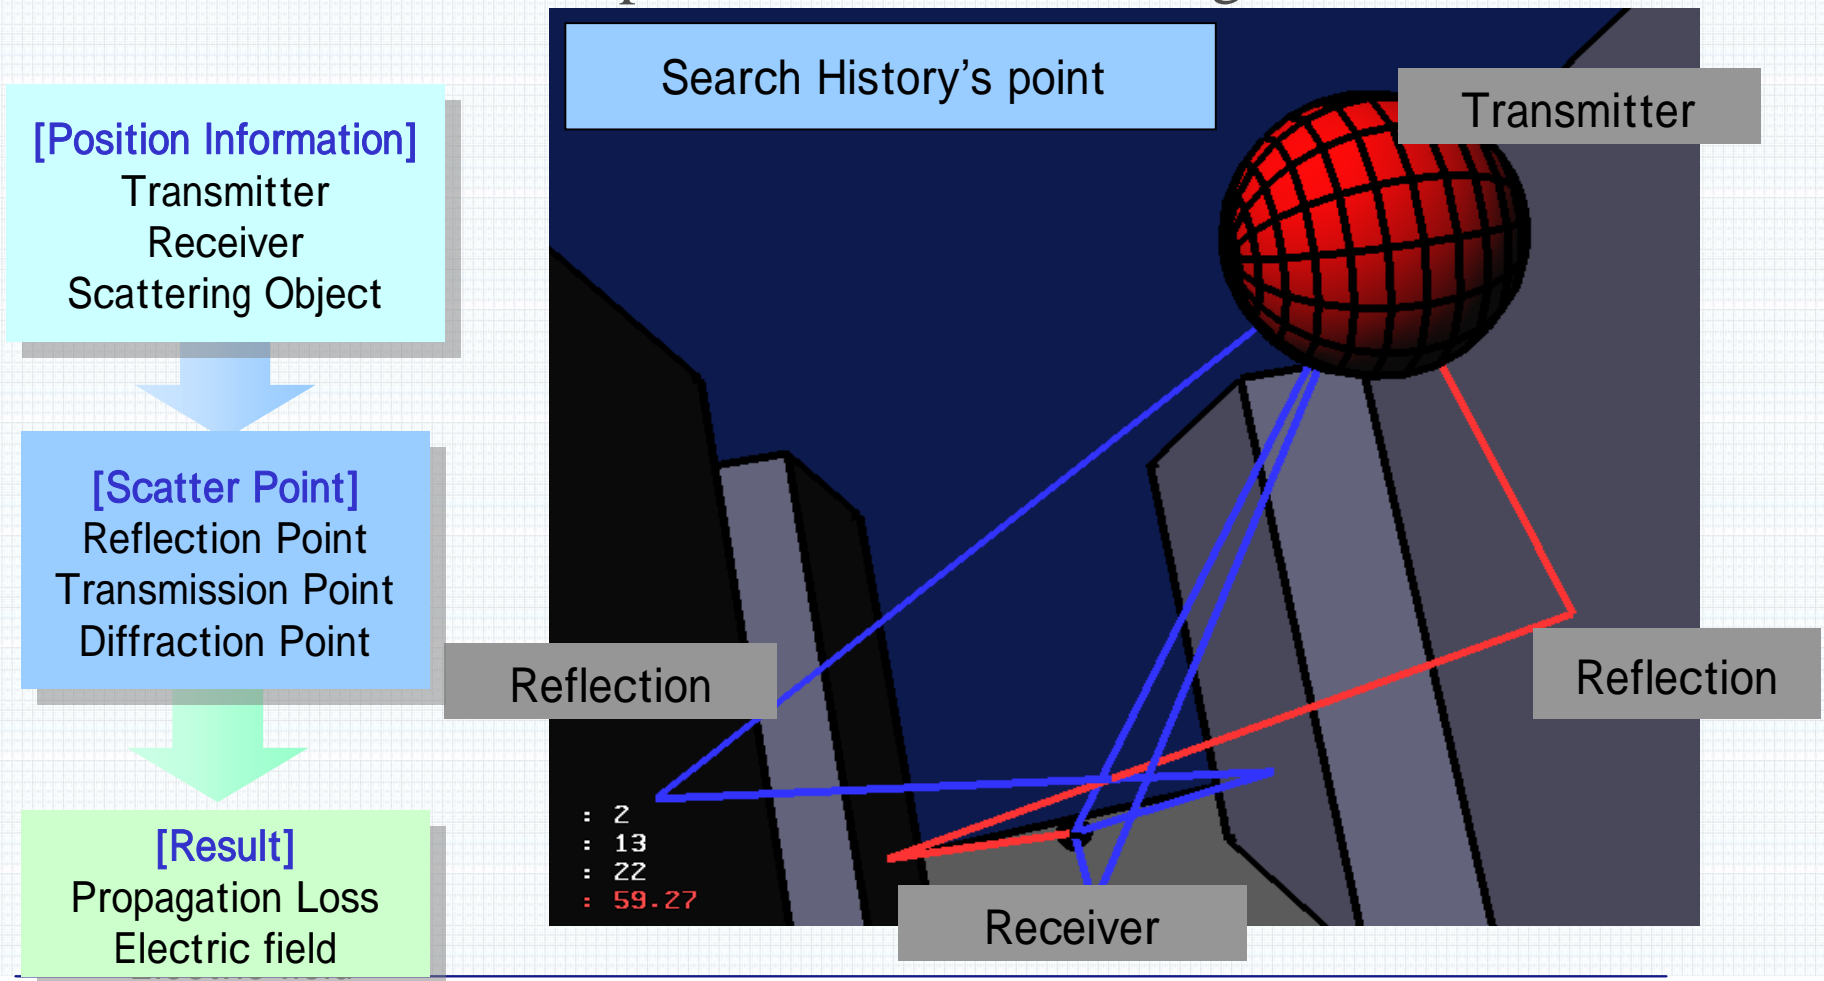 Search History's point
Transmitter
[Position Information]
Transmitter
Receiver
Scattering Object
[Scatter Point]
Reflection Point
Transmission Point
Diffraction Point
Reflection
Reflection
: 2
: 13
: 22
: 59.27
[Result]
Propagation Loss
Electric field
Receiver